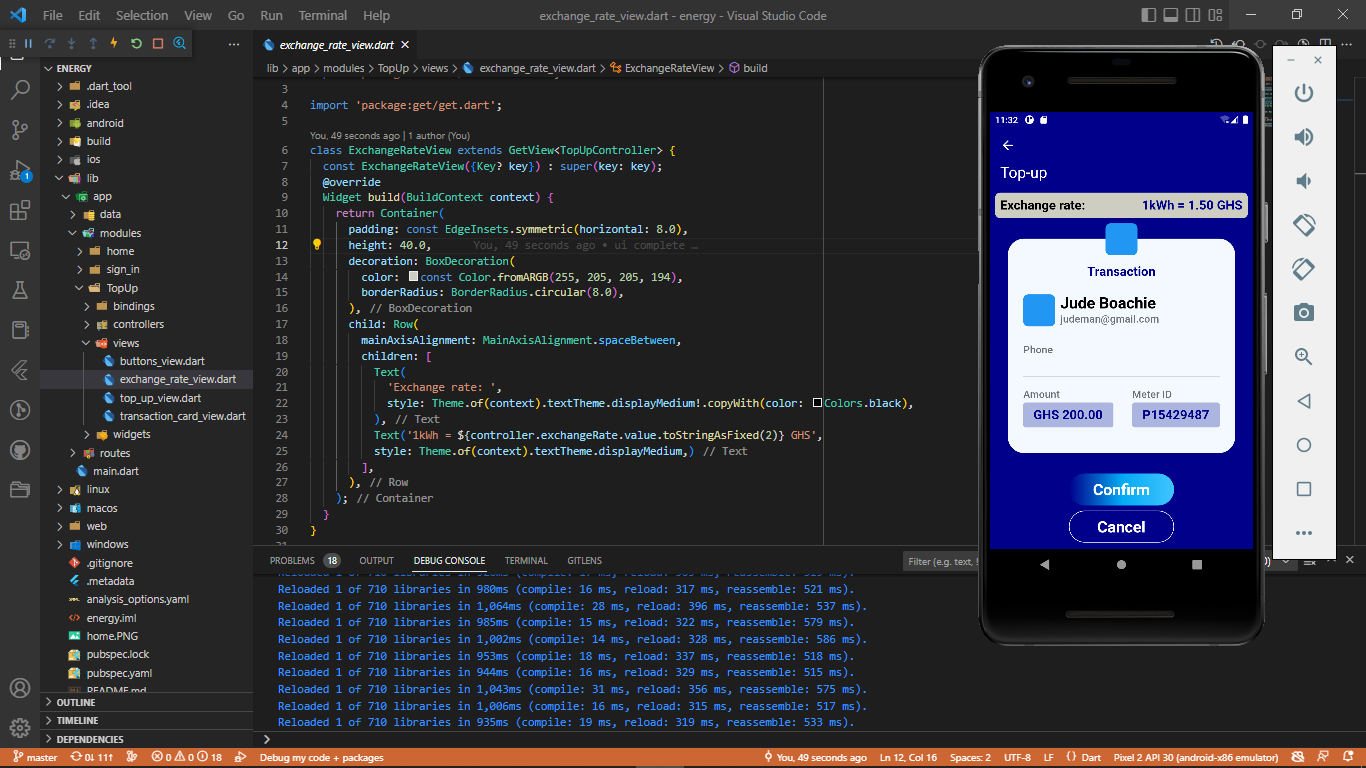 File Edit Selection View Go Run Terminal Help
exchange_rate_view.dart - energy - Visual Studio Code
exchange_rate_view.dart
ENERGY
.dart_tool
.idea
android
build
ios
lib
app
data
modules
home
sign_in
TopUp
bindings
controllers
views
buttons_view.dart
exchange_rate_view.dart
top_up_view.dart
transaction_card_view.dart
widgets
routes
main.dart
linux
macos
web
windows
.gitignore
.metadata
analysis_options.yaml
energy.iml
home.PNG
pubspec.lock
pubspec.yaml
README.md
OUTLINE
TIMELINE
DEPENDENCIES
1
lib > app > modules > TopUp > views > exchange_rate_view.dart > ExchangeRateView > build
3
4 import 'package:get/get.dart';
5
You, 49 seconds ago | 1 author (You)
6 class ExchangeRateView extends GetView<TopUpController> {
7 const ExchangeRateView({Key? key}) : super(key: key);
8 @override
9 Widget build(BuildContext context) {
10 return Container(
11 padding: const EdgeInsets.symmetric(horizontal: 8.0),
12 height: 40.0, You, 49 seconds ago • ui complete …
13 decoration: BoxDecoration(
14 color: const Color.fromARGB(255, 205, 205, 194),
15 borderRadius: BorderRadius.circular(8.0),
16 ), // BoxDecoration
17 child: Row(
18 mainAxisAlignment: MainAxisAlignment.spaceBetween,
19 children: [
20 Text(
21 'Exchange rate: ',
22 style: Theme.of(context).textTheme.displayMedium!.copyWith(color: Colors.black),
23 ), // Text
24 Text('1kWh = ${controller.exchangeRate.value.toStringAsFixed(2)} GHS',
25 style: Theme.of(context).textTheme.displayMedium,) // Text
26 ],
27 ), // Row
28 ); // Container
29 }
30 }
PROBLEMS 18 OUTPUT DEBUG CONSOLE TERMINAL GITLENS
Filter (e.g. text, !
Reloaded 1 of 710 libraries in 980ms (compile: 16 ms, reload: 317 ms, reassemble: 521 ms).
Reloaded 1 of 710 libraries in 1,064ms (compile: 28 ms, reload: 396 ms, reassemble: 537 ms).
Reloaded 1 of 710 libraries in 985ms (compile: 15 ms, reload: 322 ms, reassemble: 579 ms).
Reloaded 1 of 710 libraries in 1,002ms (compile: 14 ms, reload: 328 ms, reassemble: 586 ms).
Reloaded 1 of 710 libraries in 953ms (compile: 18 ms, reload: 337 ms, reassemble: 518 ms).
Reloaded 1 of 710 libraries in 944ms (compile: 16 ms, reload: 329 ms, reassemble: 515 ms).
Reloaded 1 of 710 libraries in 1,043ms (compile: 31 ms, reload: 356 ms, reassemble: 575 ms).
Reloaded 1 of 710 libraries in 1,006ms (compile: 16 ms, reload: 315 ms, reassemble: 517 ms).
Reloaded 1 of 710 libraries in 935ms (compile: 19 ms, reload: 319 ms, reassemble: 533 ms).
11:32
Top-up
Exchange rate: 1kWh = 1.50 GHS
Transaction
Jude Boachie
judeman@gmail.com
Phone
Amount Meter ID
GHS 200.00 P15429487
Confirm
Cancel
master 0↓ 11↑ 0 0 18 Debug my code + packages You, 49 seconds ago Ln 12, Col 16 Spaces: 2 UTF-8 LF { } Dart Pixel 2 API 30 (android-x86 emulator)